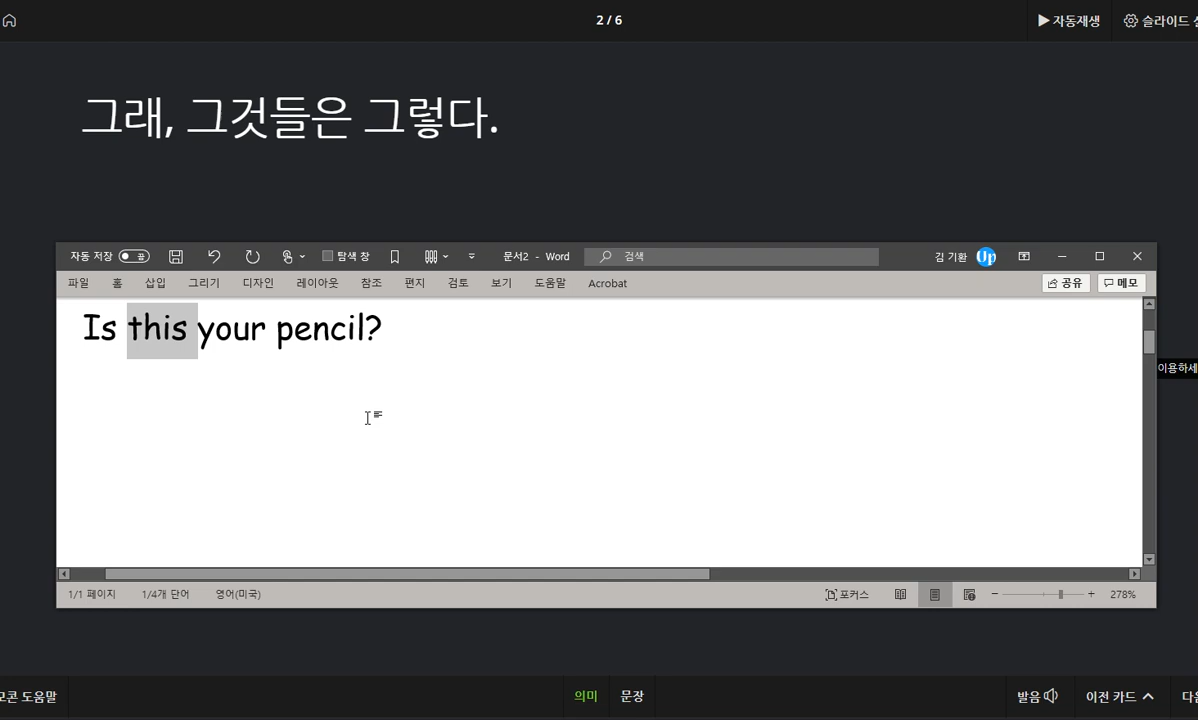 2 / 6
▶ 자동재생
슬라이드
그래, 그것들은 그렇다.
자동 저장 끔
탐색 창
문서2 - Word
검색
김 기환
Up
파일 홈 삽입 그리기 디자인 레이아웃 참조 편지 검토 보기 도움말 Acrobat
공유 메모
Is this your pencil?
이용하세
1/1 페이지 1/4개 단어 영어(미국)
포커스
278%
도움말
의미 문장
발음 이전 카드